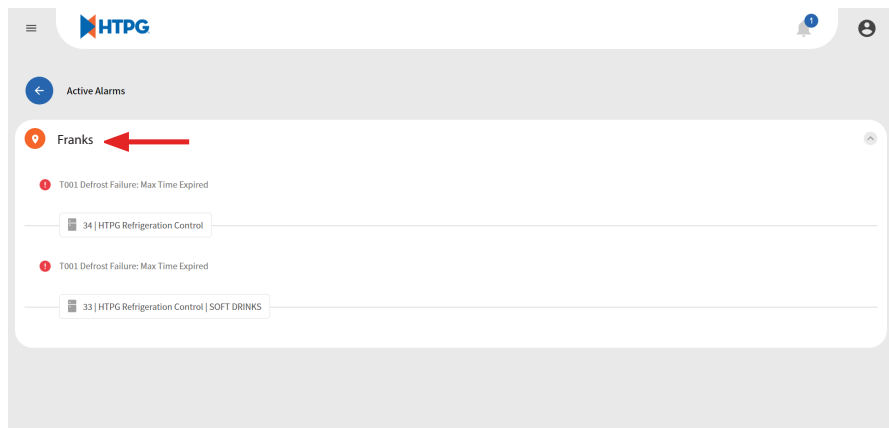 HTPG
1
Active Alarms
Franks
T001 Defrost Failure: Max Time Expired
34 | HTPG Refrigeration Control
T001 Defrost Failure: Max Time Expired
33 | HTPG Refrigeration Control | SOFT DRINKS